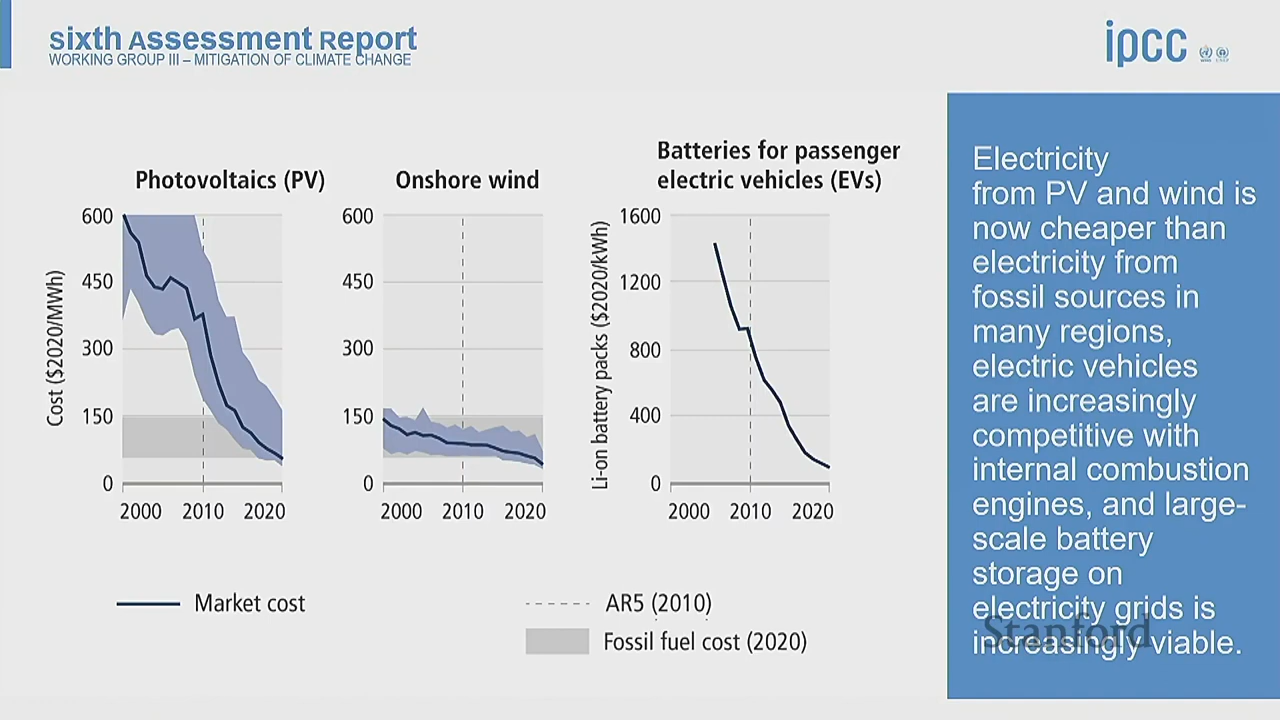 sixth Assessment Report
WORKING GROUP III – MITIGATION OF CLIMATE CHANGE
ipcc
Photovoltaics (PV)
600
450
300
150
0
Cost ($2020/MWh)
2000 2010 2020
Onshore wind
600
450
300
150
0
2000 2010 2020
Batteries for passenger
electric vehicles (EVs)
1600
1200
800
400
0
Li-on battery packs ($2020/kWh)
2000 2010 2020
Market cost
AR5 (2010)
Fossil fuel cost (2020)
Electricity
from PV and wind is
now cheaper than
electricity from
fossil sources in
many regions,
electric vehicles
are increasingly
competitive with
internal combustion
engines, and large-
scale battery
storage on
electricity grids is
increasingly viable.
Stanford